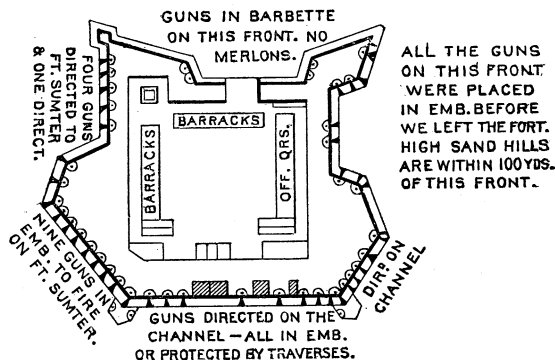 GUNS IN BARBETTE
ON THIS FRONT. NO
MERLONS.
FOUR GUNS
DIRECTED TO
FT. SUMTER
& ONE DIRECT.
ALL THE GUNS
ON THIS FRONT
WERE PLACED
IN EMB. BEFORE
WE LEFT THE FORT.
HIGH SAND HILLS
ARE WITHIN 100 YDS.
OF THIS FRONT.
BARRACKS
BARRACKS
OFF. QRS.
NINE GUNS IN
EMB. TO FIRE
ON FT. SUMTER.
DIRD. ON
CHANNEL
GUNS DIRECTED ON THE
CHANNEL – ALL IN EMB.
OR PROTECTED BY TRAVERSES.